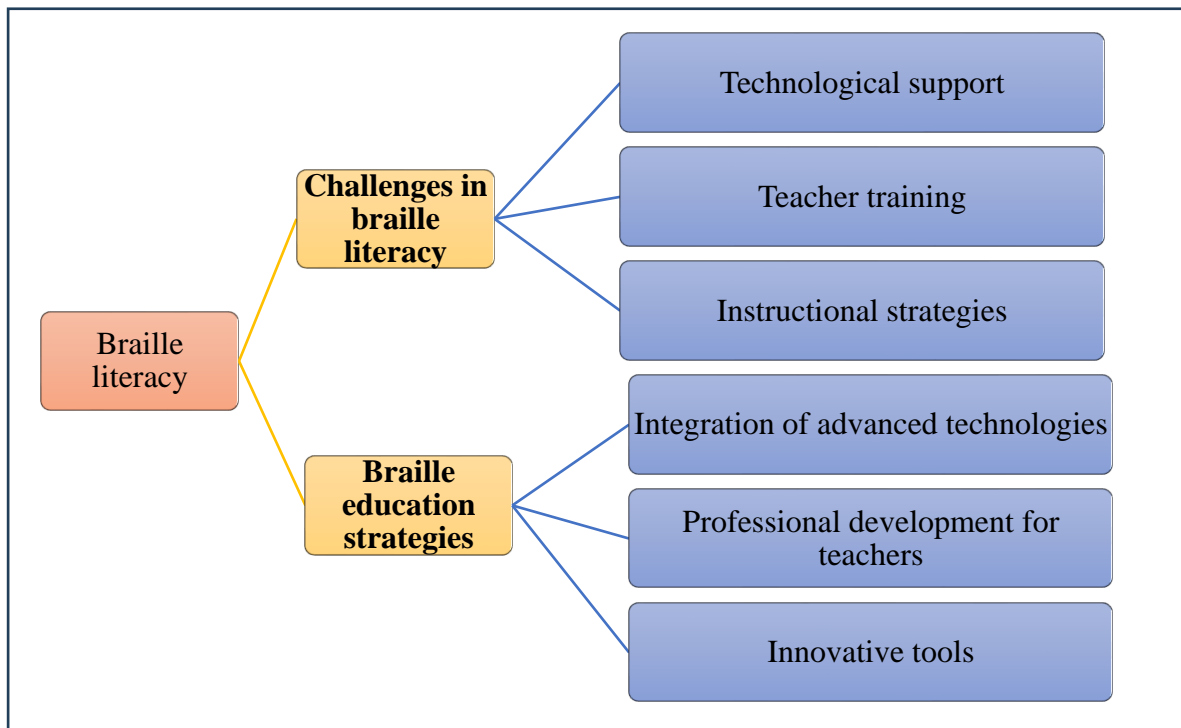 Braille
literacy
Challenges in
braille
literacy
Technological support
Teacher training
Instructional strategies
Braille
education
strategies
Integration of advanced technologies
Professional development for
teachers
Innovative tools